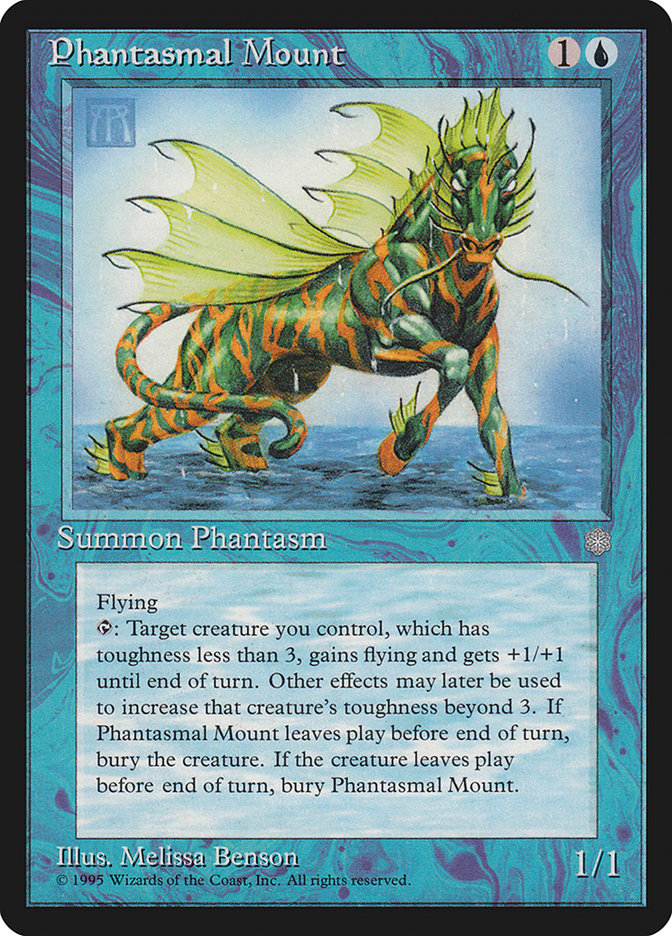 Phantasmal Mount 1
Summon Phantasm
Flying
: Target creature you control, which has
toughness less than 3, gains flying and gets +1/+1
until end of turn. Other effects may later be used
to increase that creature's toughness beyond 3. If
Phantasmal Mount leaves play before end of turn,
bury the creature. If the creature leaves play
before end of turn, bury Phantasmal Mount.
Illus. Melissa Benson
1/1
© 1995 Wizards of the Coast, Inc. All rights reserved.